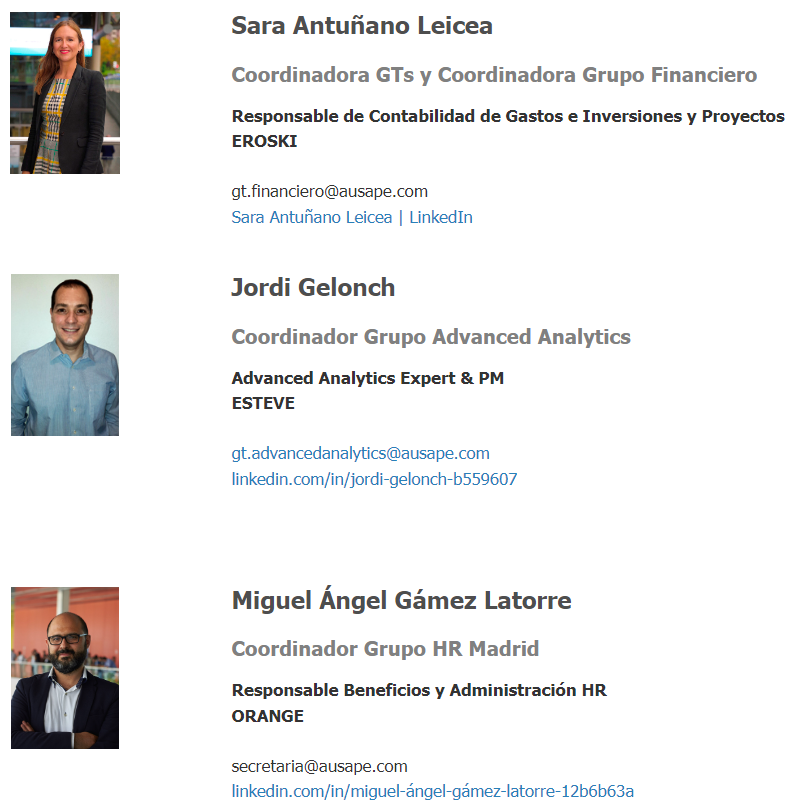 Sara Antuñano Leicea
Coordinadora GTs y Coordinadora Grupo Financiero
Responsable de Contabilidad de Gastos e Inversiones y Proyectos
EROSKI
gt.financiero@ausape.com
Sara Antuñano Leicea | LinkedIn
Jordi Gelonch
Coordinador Grupo Advanced Analytics
Advanced Analytics Expert & PM
ESTEVE
gt.advancedanalytics@ausape.com
linkedin.com/in/jordi-gelonch-b559607
Miguel Ángel Gámez Latorre
Coordinador Grupo HR Madrid
Responsable Beneficios y Administración HR
ORANGE
secretaria@ausape.com
linkedin.com/in/miguel-ángel-gámez-latorre-12b6b63a